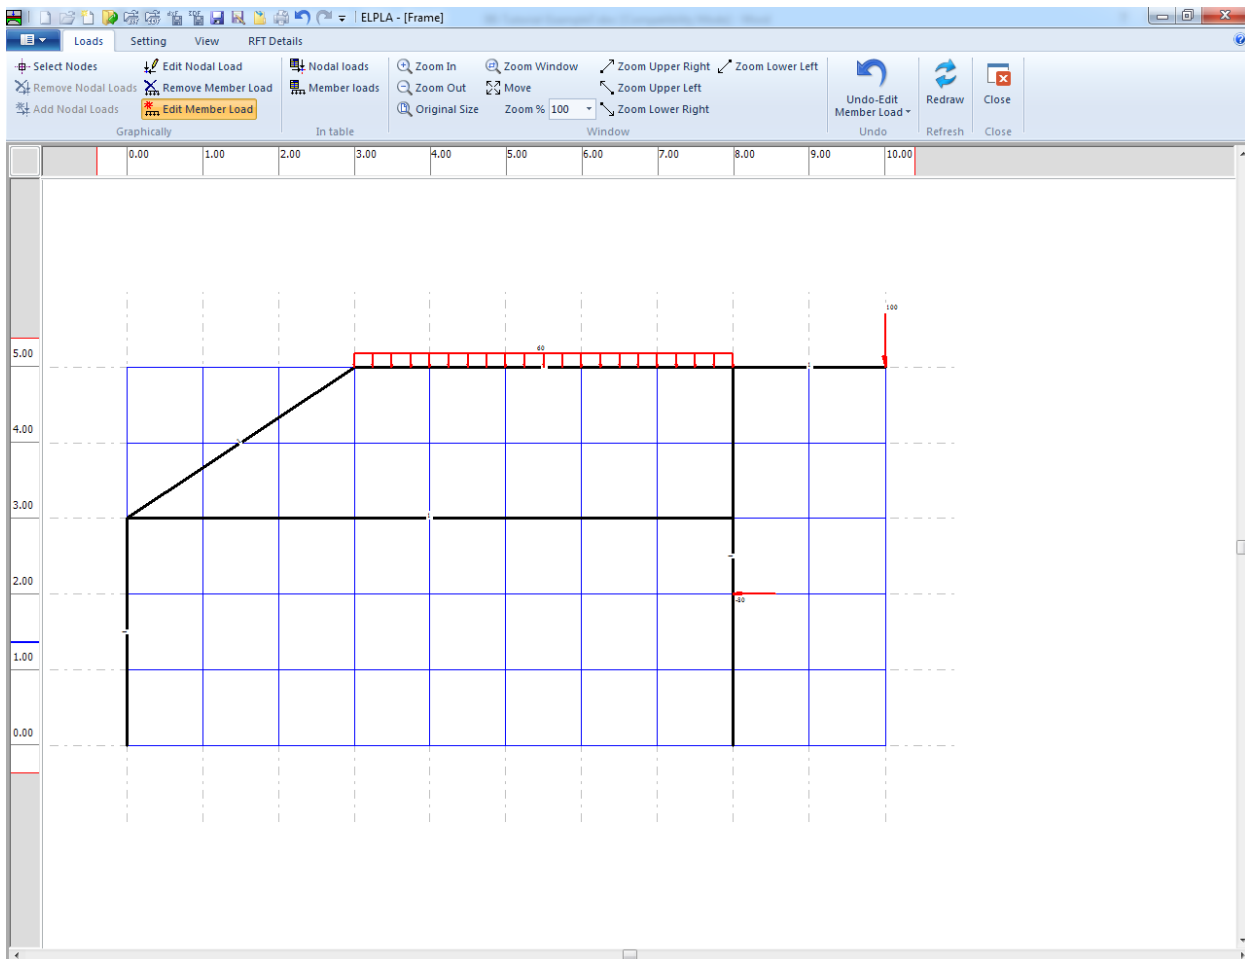 ELPLA - [Frame]
Loads Setting View RFT Details
Select Nodes Edit Nodal Load Nodal loads Zoom In Zoom Window Zoom Upper Right Zoom Lower Left
Remove Nodal Loads Remove Member Load Member loads Zoom Out Move Zoom Upper Left
Add Nodal Loads Edit Member Load Original Size Zoom % 100 Zoom Lower Right
Undo-Edit Member Load Redraw Close
Graphically In table Window Undo Refresh Close
0.00 1.00 2.00 3.00 4.00 5.00 6.00 7.00 8.00 9.00 10.00
100
60
5.00
4.00
3.00
2.00
-80
1.00
0.00